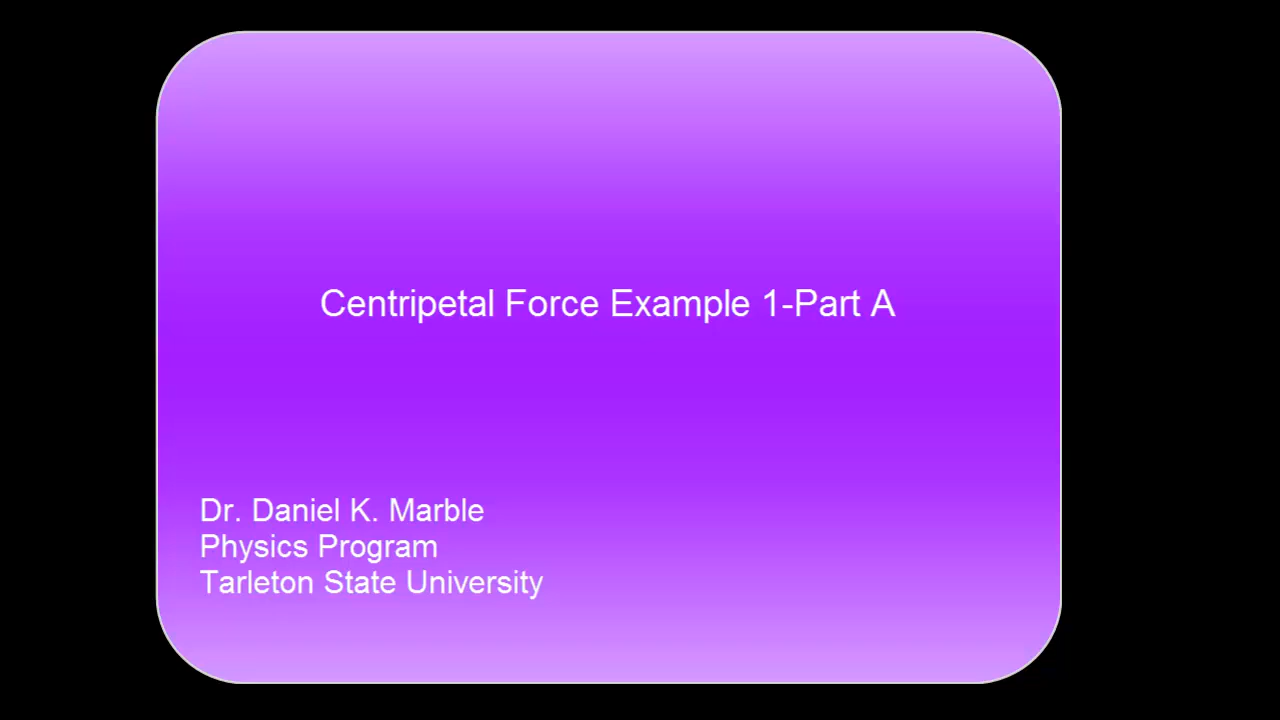 Centripetal Force Example 1-Part A
Dr. Daniel K. Marble
Physics Program
Tarleton State University